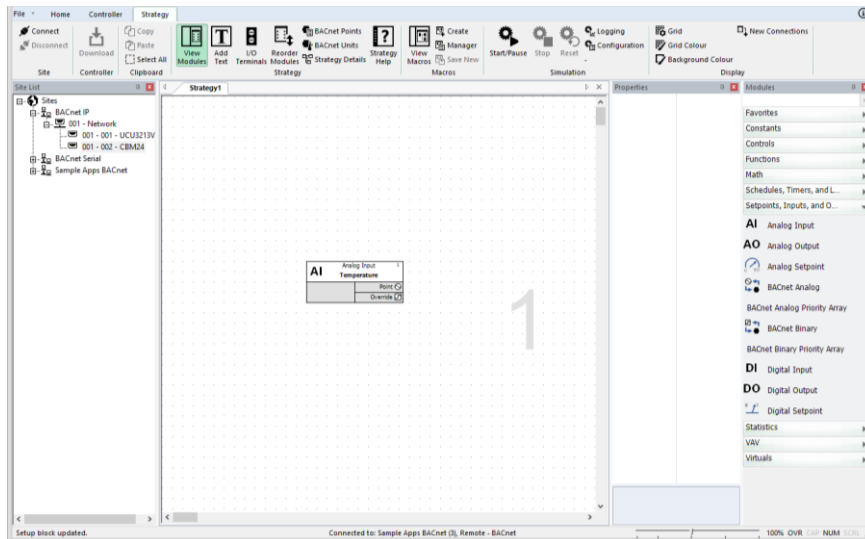 File Home Controller Strategy
Connect
Disconnect
Site
Download
Controller
Copy
Paste
Select All
Clipboard
View Modules
Add Text
I/O Terminals
Reorder Modules
BACnet Points
BACnet Units
Strategy Details
Strategy Help
Strategy
View Macros
Create
Manager
Save New
Macros
Start/Pause
Stop
Reset
Logging
Configuration
Simulation
Grid
Grid Colour
Background Colour
New Connections
Display
Site List
Sites
BACnet IP
001 - Network
001 - 001 - UCU3213V
001 - 002 - CBM24
BACnet Serial
Sample Apps BACnet
Strategy1
AI
Analog Input
Temperature
Point
Override
1
Properties
Modules
Favorites
Constants
Controls
Functions
Math
Schedules, Timers, and L...
Setpoints, Inputs, and O...
AI Analog Input
AO Analog Output
Analog Setpoint
BACnet Analog
BACnet Analog Priority Array
BACnet Binary
BACnet Binary Priority Array
DI Digital Input
DO Digital Output
Digital Setpoint
Statistics
VAV
Virtuals
Setup block updated.
Connected to: Sample Apps BACnet (3), Remote - BACnet
100% OVR CAP NUM SCRL